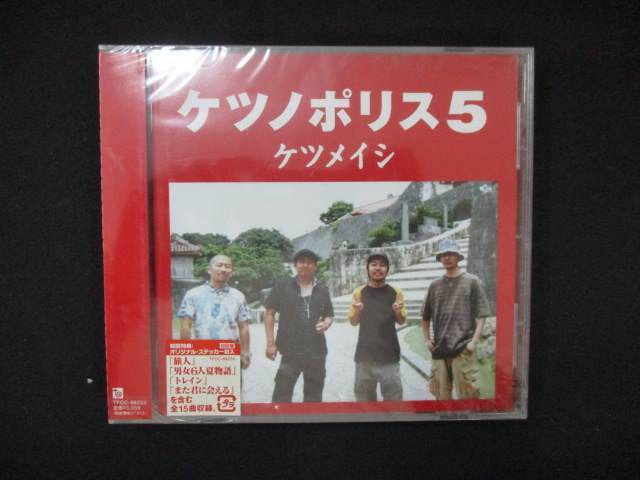 ケツノポリス5
ケツメイシ
初回特典:
オリジナル・ステッカー封入
「旅人」
「男女6人夏物語」
「トレイン」
「また君に会える」
を含む
全15曲収録。